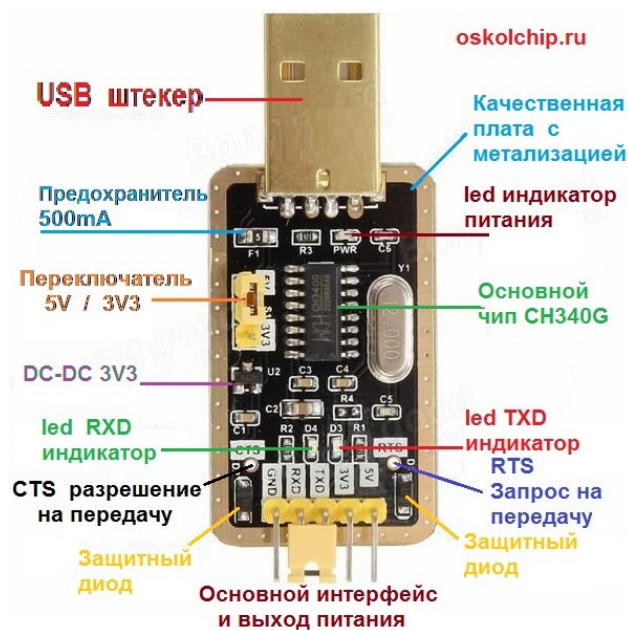 oskolchip.ru
USB штекер
Качественная
плата с
метализацией
Предохранитель
500mA
led индикатор
питания
F1
R3
PWR
C6
5
Y1
Переключатель
5V / 3V3
5V
S1
3V3
CH340G
Основной
чип CH340G
DC-DC 3V3
U2
C3
C4
R4
C1
C2
C5
led RXD
индикатор
R2
D4
D3
R1
led TXD
индикатор
CTS
RTS
CTS разрешение
на передачу
GND
RXD
TXD
3V3
5V
RTS
Запрос на
передачу
Защитный
диод
Защитный
диод
Основной интерфейс
и выход питания